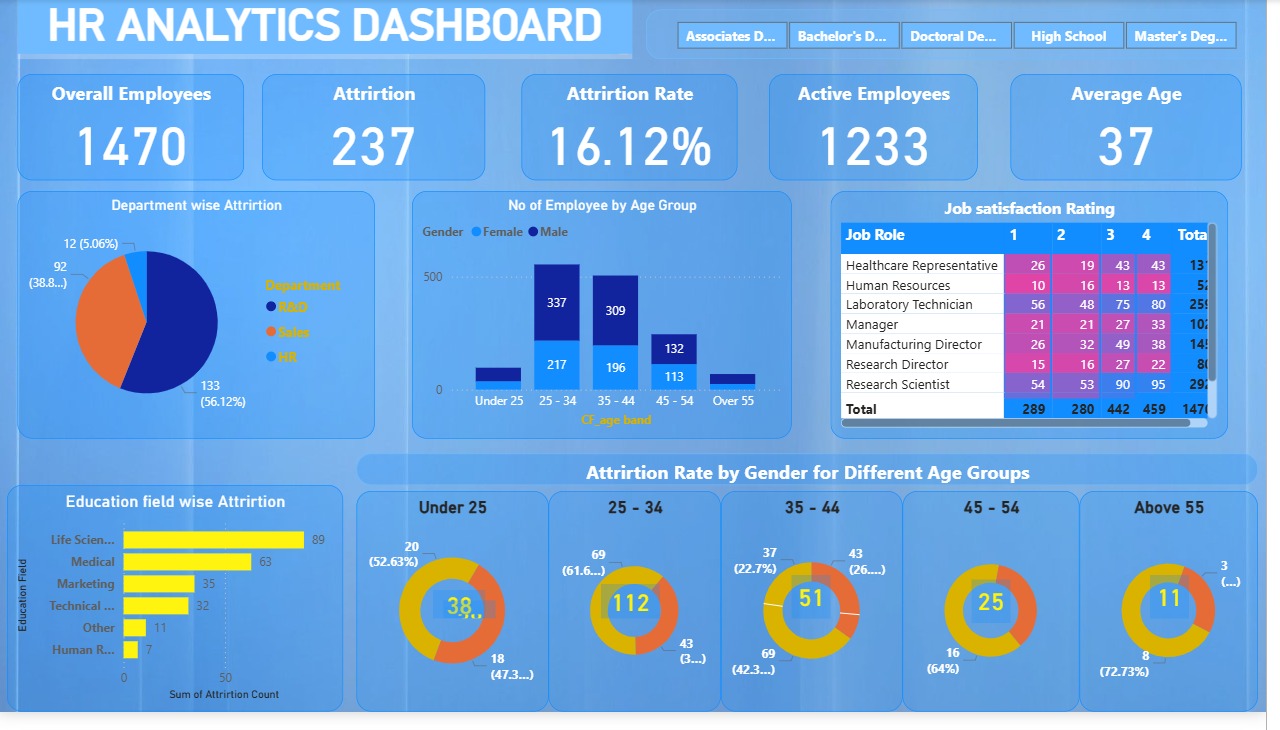 HR ANALYTICS DASHBOARD
Associates D...
Bachelor's D...
Doctoral De...
High School
Master's Deg...
Overall Employees
1470
Attrirtion
237
Attrirtion Rate
16.12%
Active Employees
1233
Average Age
37
Department wise Attrirtion
12 (5.06%)
92
(38.8...)
133
(56.12%)
Department
R&D
Sales
HR
No of Employee by Age Group
Gender Female Male
500
0
337
217
309
196
132
113
Under 25 25 - 34 35 - 44 45 - 54 Over 55
CF_age band
Job satisfaction Rating
Job Role 1 2 3 4 Tota
Healthcare Representative 26 19 43 43 131
Human Resources 10 16 13 13 52
Laboratory Technician 56 48 75 80 259
Manager 21 21 27 33 102
Manufacturing Director 26 32 49 38 145
Research Director 15 16 27 22 80
Research Scientist 54 53 90 95 292
Total 289 280 442 459 1470
Education field wise Attrirtion
Education Field
Life Scien... 89
Medical 63
Marketing 35
Technical ... 32
Other 11
Human R... 7
0 50
Sum of Attrirtion Count
Attrirtion Rate by Gender for Different Age Groups
Under 25
20
(52.63%)
38
18
(47.3...)
25 - 34
69
(61.6...)
112
43
(3...)
35 - 44
37
(22.7%)
43
(26....)
51
69
(42.3...)
45 - 54
25
16
(64%)
Above 55
3
(...)
11
8
(72.73%)